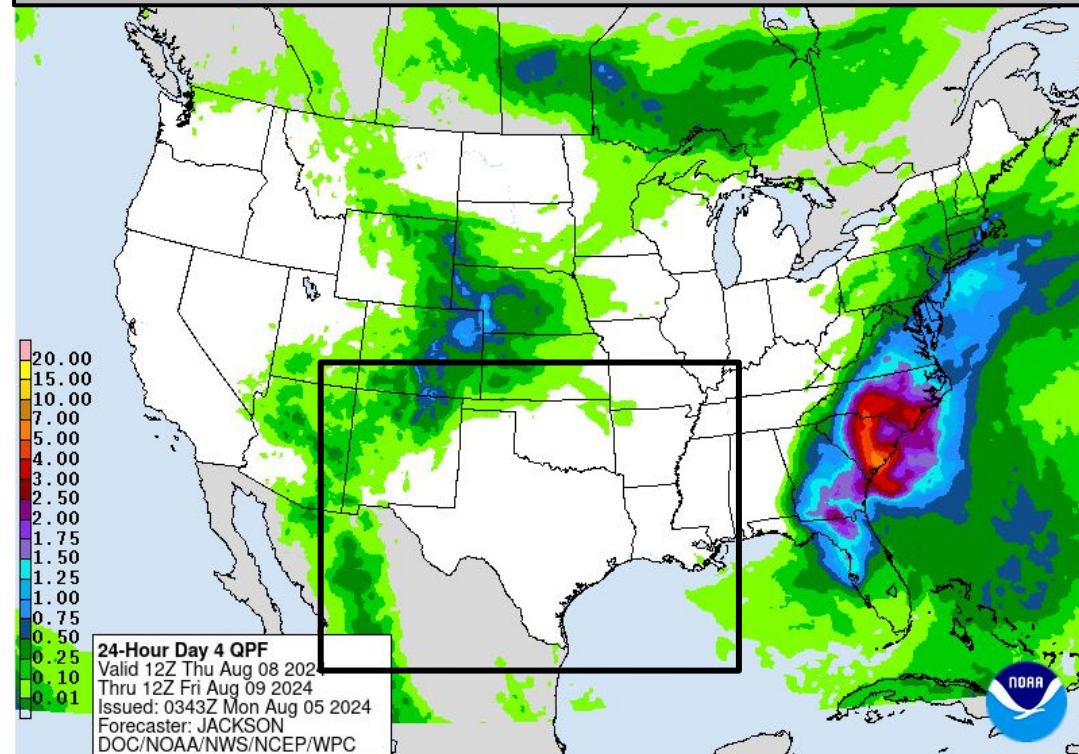 20.00
15.00
10.00
7.00
5.00
4.00
3.00
2.50
2.00
1.75
1.50
1.25
1.00
0.75
0.50
0.25
0.10
0.01
24-Hour Day 4 QPF
Valid 12Z Thu Aug 08 202
Thru 12Z Fri Aug 09 2024
Issued: 0343Z Mon Aug 05 2024
Forecaster: JACKSON
DOC/NOAA/NWS/NCEP/WPC
NOAA